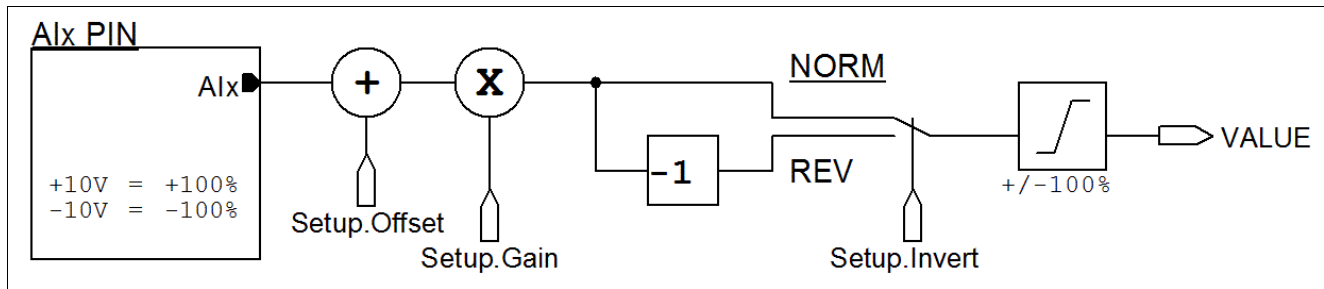 AIx PIN
AIx
+10V = +100%
-10V = -100%
+
Setup.Offset
X
Setup.Gain
NORM
-1
REV
Setup.Invert
+/-100%
VALUE